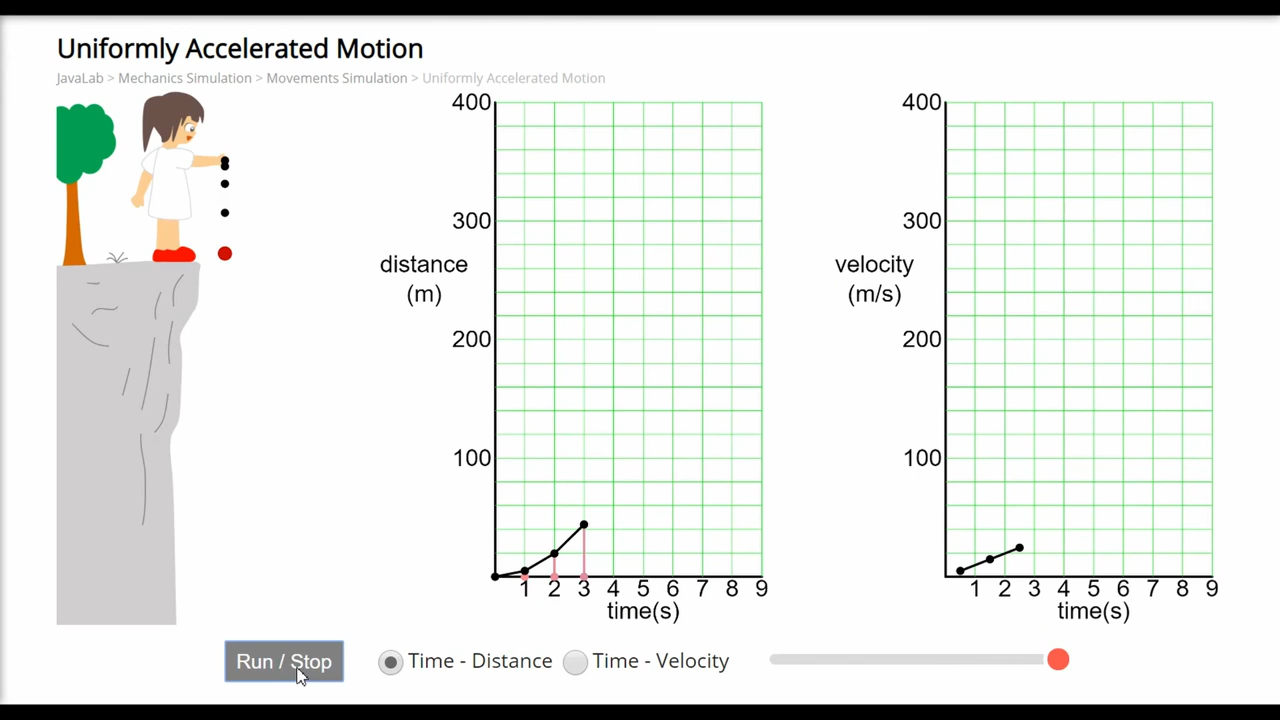 Uniformly Accelerated Motion
JavaLab > Mechanics Simulation > Movements Simulation > Uniformly Accelerated Motion
400
300
distance
(m)
200
100
1 2 3 4 5 6 7 8 9
time(s)
400
300
velocity
(m/s)
200
100
1 2 3 4 5 6 7 8 9
time(s)
Run / Stop
Time - Distance
Time - Velocity